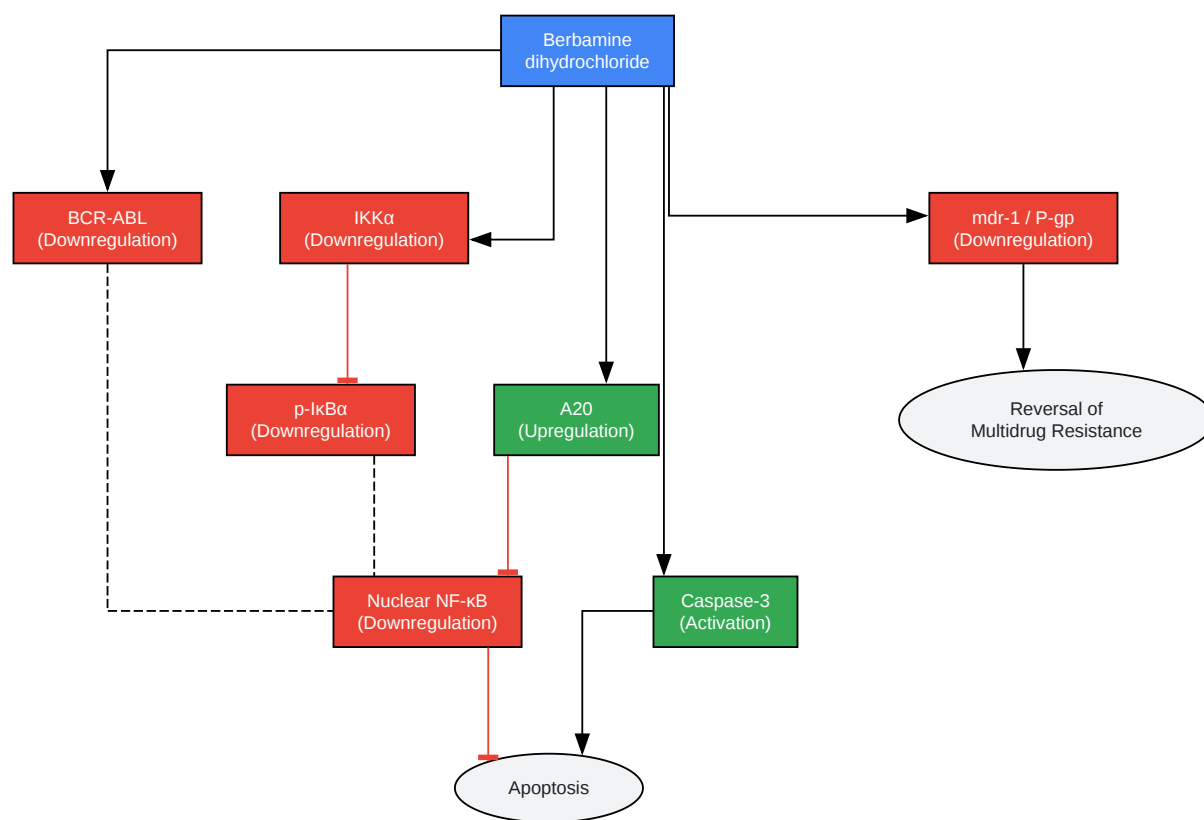 Berbamine
dihydrochloride
BCR-ABL
(Downregulation)
IKKα
(Downregulation)
mdr-1 / P-gp
(Downregulation)
p-IκBα
(Downregulation)
A20
(Upregulation)
Reversal of
Multidrug Resistance
Nuclear NF-κB
(Downregulation)
Caspase-3
(Activation)
Apoptosis